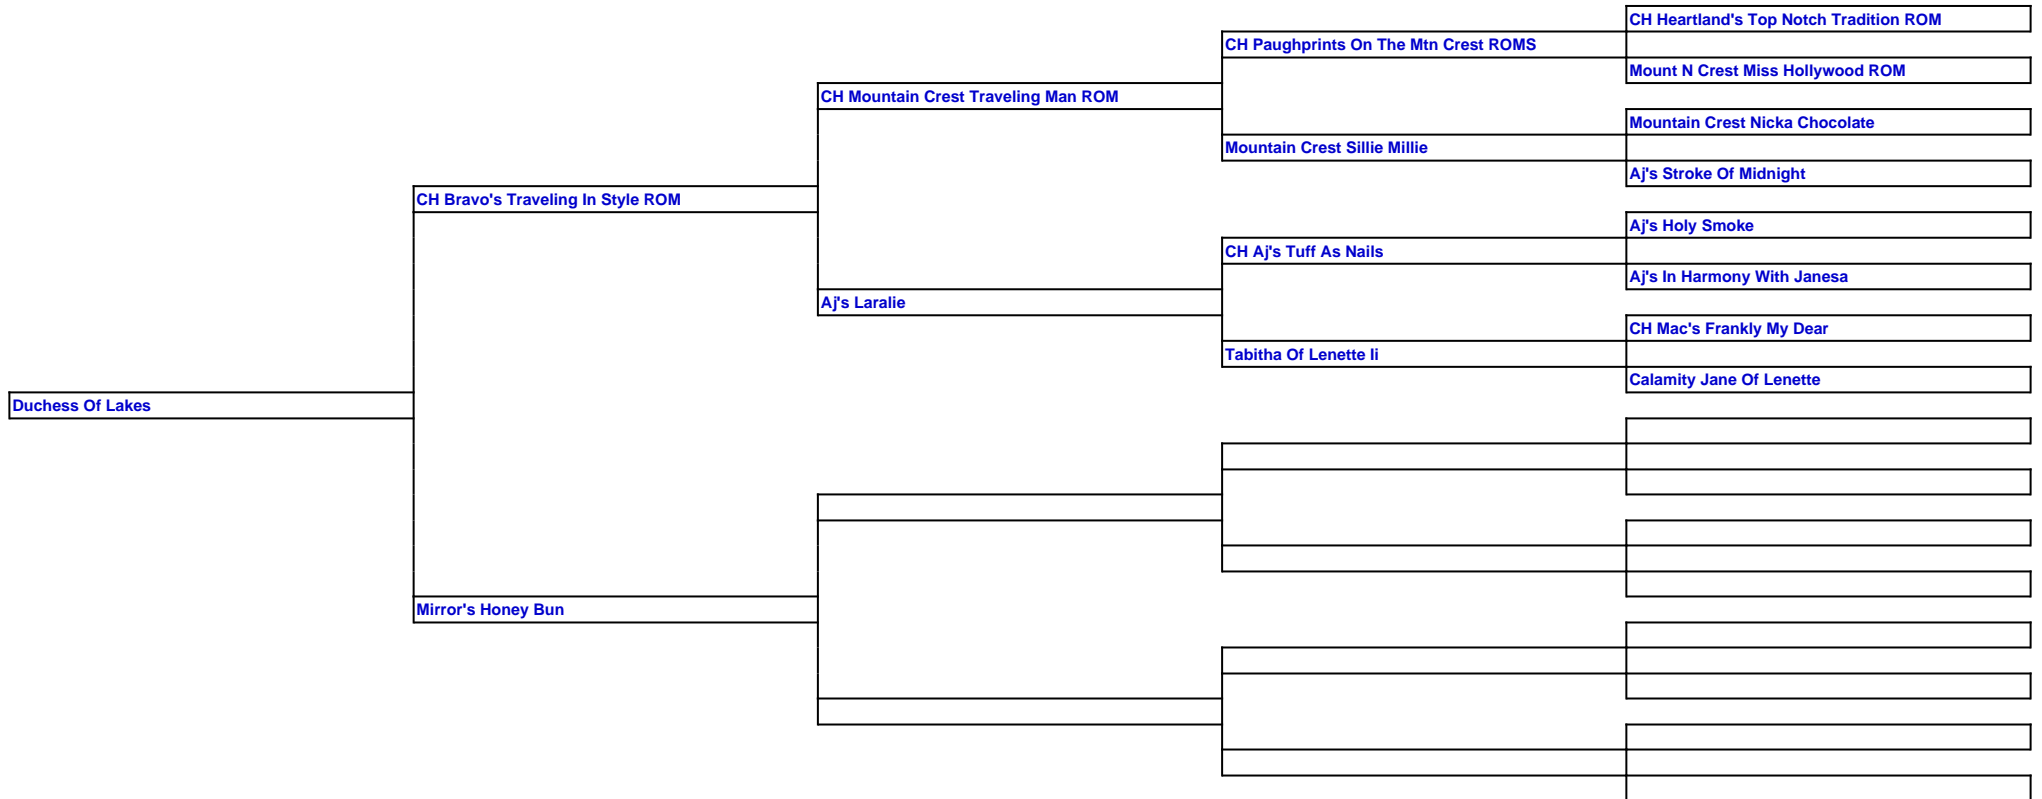 CH Heartland's Top Notch Tradition ROM
CH Paughprints On The Mtn Crest ROMS
Mount N Crest Miss Hollywood ROM
CH Mountain Crest Traveling Man ROM
Mountain Crest Nicka Chocolate
Mountain Crest Sillie Millie
Aj's Stroke Of Midnight
CH Bravo's Traveling In Style ROM
Aj's Holy Smoke
CH Aj's Tuff As Nails
Aj's In Harmony With Janesa
Aj's Laralie
CH Mac's Frankly My Dear
Tabitha Of Lenette Ii
Calamity Jane Of Lenette
Duchess Of Lakes
Mirror's Honey Bun